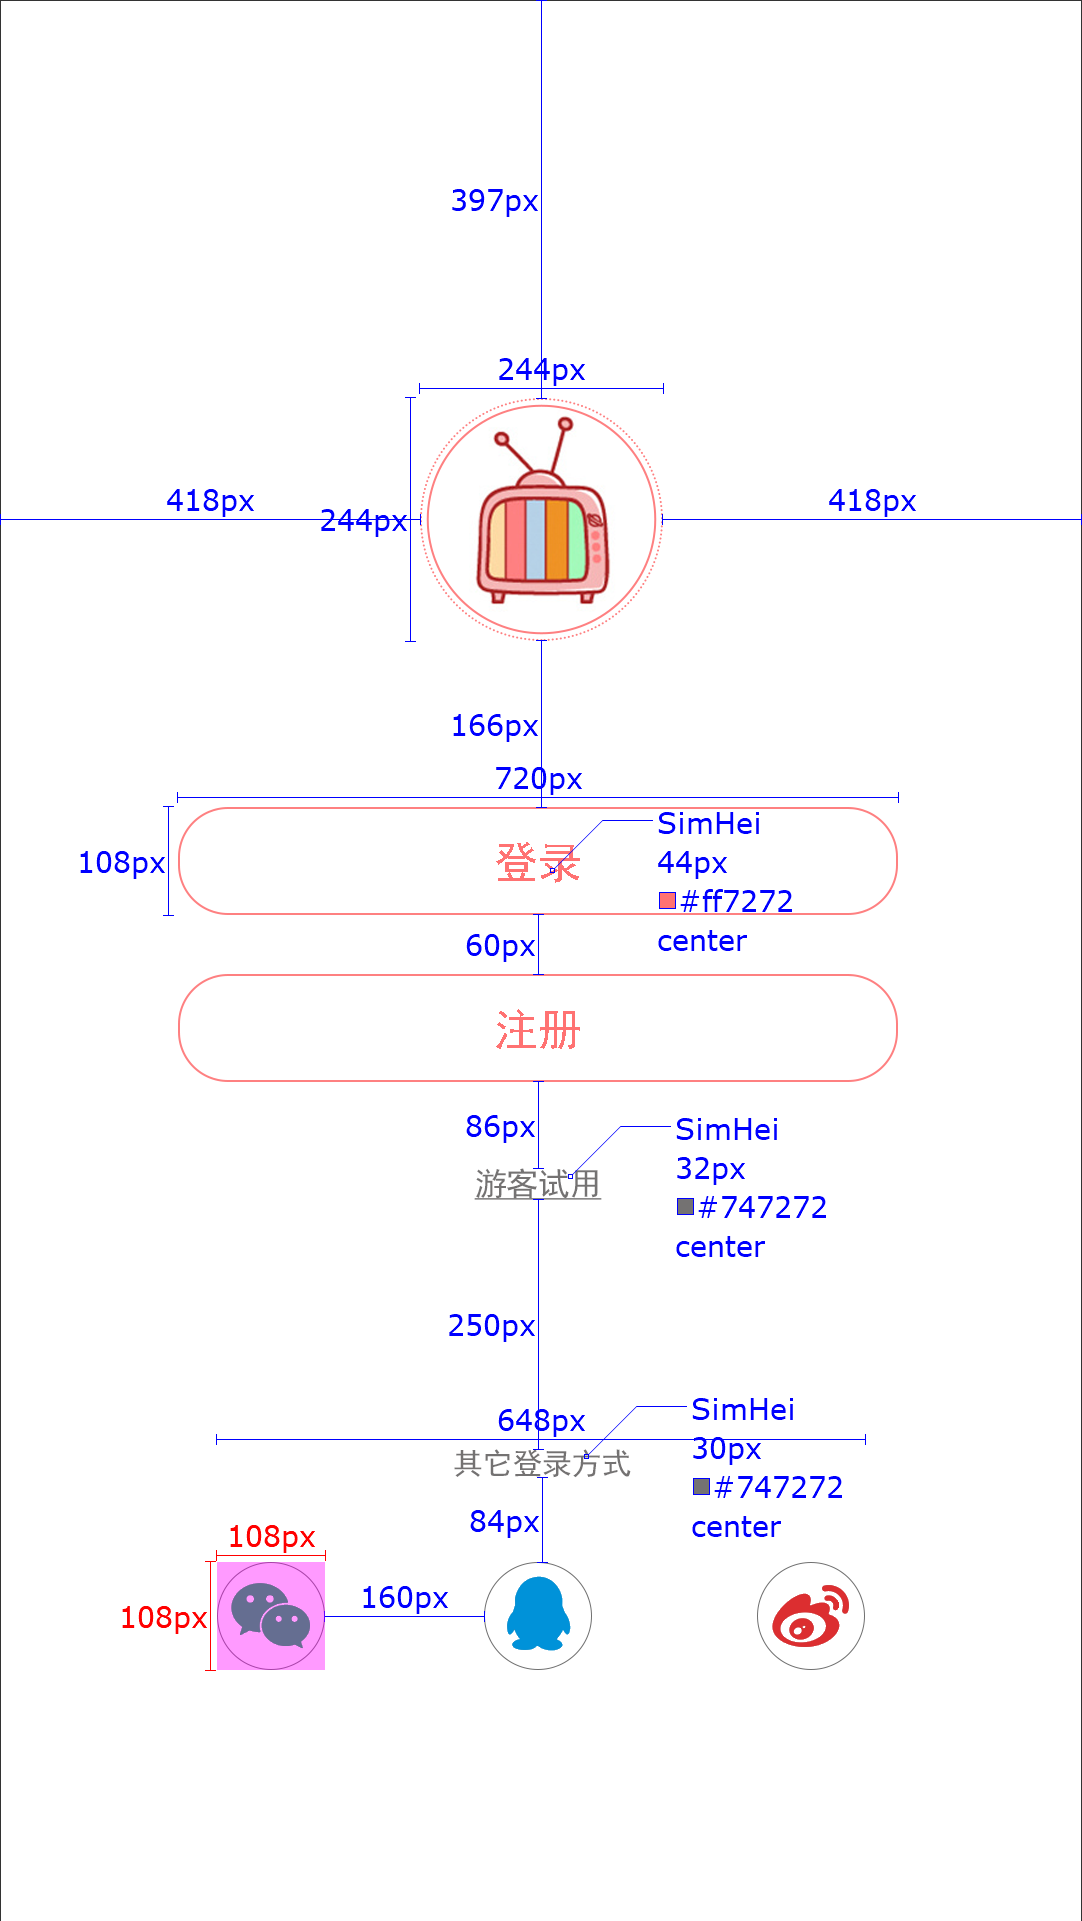 397px
244px
418px
244px
418px
166px
720px
108px
登录
SimHei
44px
#ff7272
center
60px
注册
86px
SimHei
32px
#747272
center
游客试用
250px
648px
SimHei
30px
#747272
center
其它登录方式
84px
108px
108px
160px